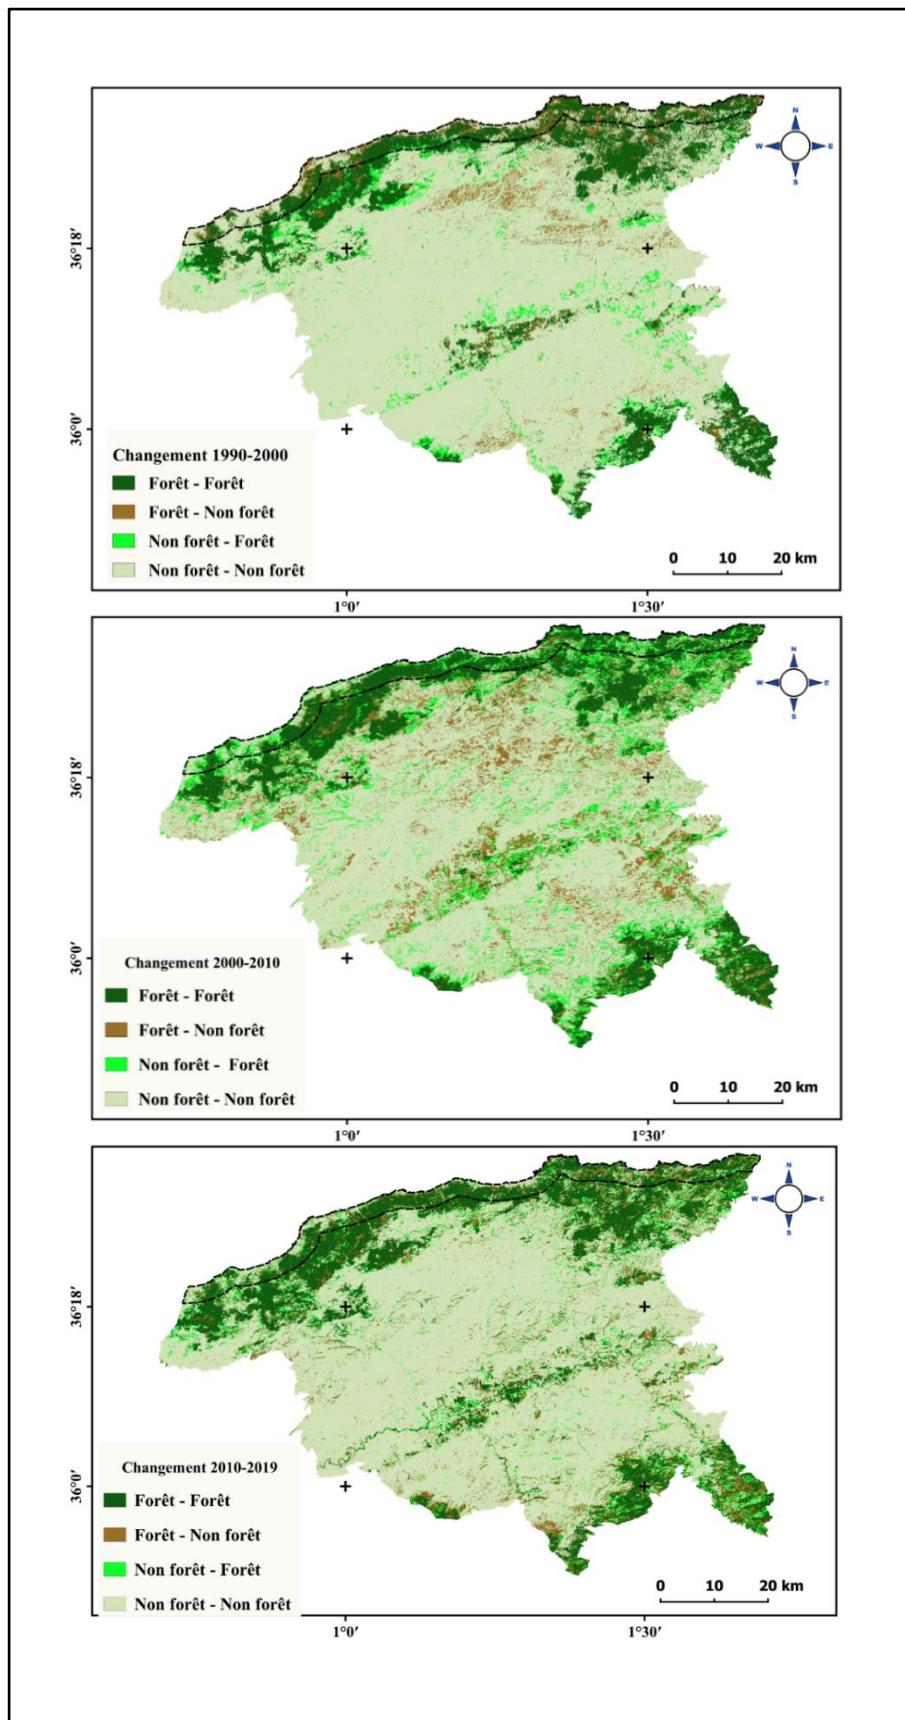 N
W E
S
36°18'
36°0'
Changement 1990-2000
Forêt - Forêt
Forêt - Non forêt
Non forêt - Forêt
Non forêt - Non forêt
0 10 20 km
1°0' 1°30'
N
W E
S
36°18'
36°0'
Changement 2000-2010
Forêt - Forêt
Forêt - Non forêt
Non forêt - Forêt
Non forêt - Non forêt
0 10 20 km
1°0' 1°30'
N
W E
S
36°18'
36°0'
Changement 2010-2019
Forêt - Forêt
Forêt - Non forêt
Non forêt - Forêt
Non forêt - Non forêt
0 10 20 km
1°0' 1°30'